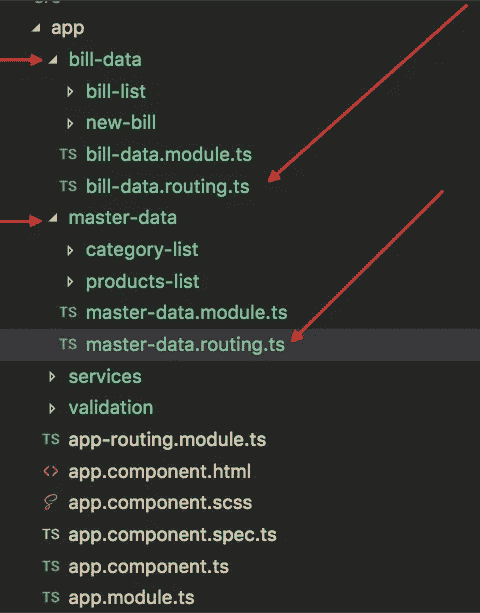 app
bill-data
bill-list
new-bill
TS bill-data.module.ts
TS bill-data.routing.ts
master-data
category-list
products-list
TS master-data.module.ts
TS master-data.routing.ts
services
validation
TS app-routing.module.ts
<> app.component.html
app.component.scss
TS app.component.spec.ts
TS app.component.ts
TS app.module.ts